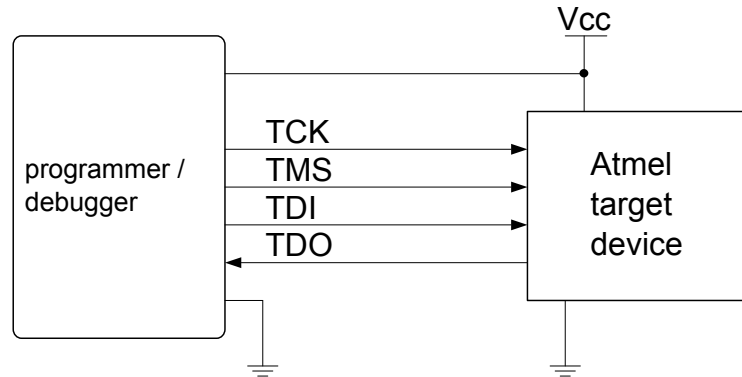 Vcc
programmer /
debugger
TCK
TMS
TDI
TDO
Atmel
target
device